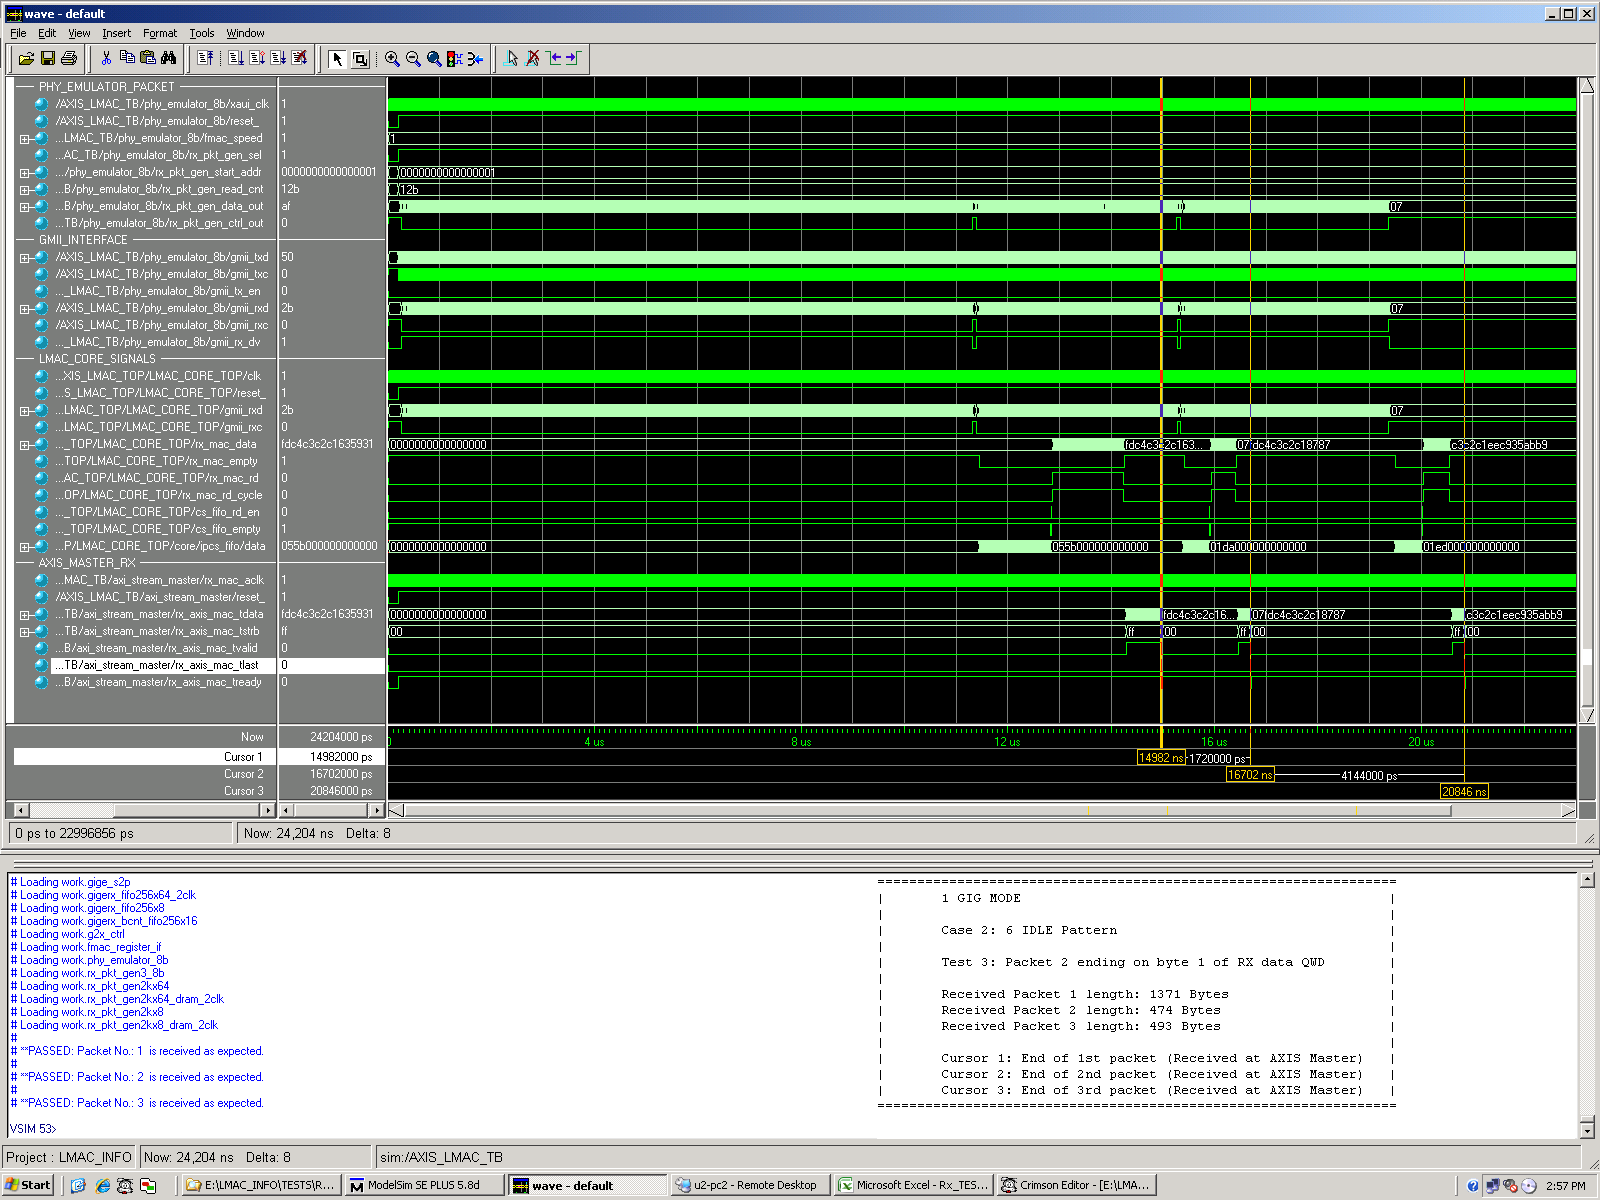 wave - default
File Edit View Insert Format Tools Window
PHY_EMULATOR_PACKET
/AXIS_LMAC_TB/phy_emulator_8b/xaui_clk 1
/AXIS_LMAC_TB/phy_emulator_8b/reset_ 1
...LMAC_TB/phy_emulator_8b/fmac_speed 1 1
...AC_TB/phy_emulator_8b/rx_pkt_gen_sel 1
.../phy_emulator_8b/rx_pkt_gen_start_addr 0000000000000001 0000000000000001
...B/phy_emulator_8b/rx_pkt_gen_read_cnt 12b 12b
...B/phy_emulator_8b/rx_pkt_gen_data_out af 07
...TB/phy_emulator_8b/rx_pkt_gen_ctrl_out 0
GMII_INTERFACE
/AXIS_LMAC_TB/phy_emulator_8b/gmii_txd 50
/AXIS_LMAC_TB/phy_emulator_8b/gmii_txc 0
..._LMAC_TB/phy_emulator_8b/gmii_tx_en 0
/AXIS_LMAC_TB/phy_emulator_8b/gmii_rxd 2b 07
/AXIS_LMAC_TB/phy_emulator_8b/gmii_rxc 0
..._LMAC_TB/phy_emulator_8b/gmii_rx_dv 1
LMAC_CORE_SIGNALS
...XIS_LMAC_TOP/LMAC_CORE_TOP/clk 1
...S_LMAC_TOP/LMAC_CORE_TOP/reset_ 1
...LMAC_TOP/LMAC_CORE_TOP/gmii_rxd 2b 07
...LMAC_TOP/LMAC_CORE_TOP/gmii_rxc 0
..._TOP/LMAC_CORE_TOP/rx_mac_data fdc4c3c2c1635931 0000000000000000 fdc4c3c2c163... 07fdc4c3c2c18787 c3c2c1eec935abb9
...TOP/LMAC_CORE_TOP/rx_mac_empty 1
...AC_TOP/LMAC_CORE_TOP/rx_mac_rd 0
...OP/LMAC_CORE_TOP/rx_mac_rd_cycle 0
..._TOP/LMAC_CORE_TOP/cs_fifo_rd_en 0
..._TOP/LMAC_CORE_TOP/cs_fifo_empty 1
...P/LMAC_CORE_TOP/core/ipcs_fifo/data 055b000000000000 0000000000000000 055b000000000000 01da000000000000 01ed000000000000
AXIS_MASTER_RX
...MAC_TB/axi_stream_master/rx_mac_aclk 1
/AXIS_LMAC_TB/axi_stream_master/reset_ 1
...TB/axi_stream_master/rx_axis_mac_tdata fdc4c3c2c1635931 0000000000000000 fdc4c3c2c16... 07fdc4c3c2c18787 c3c2c1eec935abb9
...TB/axi_stream_master/rx_axis_mac_tstrb ff 00 ff 00 ff 00 ff 00
...B/axi_stream_master/rx_axis_mac_tvalid 0
...TB/axi_stream_master/rx_axis_mac_tlast 0
...B/axi_stream_master/rx_axis_mac_tready 0
Now 24204000 ps 0 4 us 8 us 12 us 16 us 20 us
Cursor 1 14982000 ps 14982 ns 1720000 ps
Cursor 2 16702000 ps 16702 ns 4144000 ps
Cursor 3 20846000 ps 20846 ns
0 ps to 22996856 ps Now: 24,204 ns Delta: 8
# Loading work.gige_s2p
# Loading work.gigerx_fifo256x64_2clk
# Loading work.gigerx_fifo256x8
# Loading work.gigerx_bcnt_fifo256x16
# Loading work.g2x_ctrl
# Loading work.fmac_register_if
# Loading work.phy_emulator_8b
# Loading work.rx_pkt_gen3_8b
# Loading work.rx_pkt_gen2kx64
# Loading work.rx_pkt_gen2kx64_dram_2clk
# Loading work.rx_pkt_gen2kx8
# Loading work.rx_pkt_gen2kx8_dram_2clk
#
# **PASSED: Packet No.: 1 is received as expected.
#
# **PASSED: Packet No.: 2 is received as expected.
#
# **PASSED: Packet No.: 3 is received as expected.
VSIM 53>
=================================================================
| 1 GIG MODE |
| |
| Case 2: 6 IDLE Pattern |
| |
| Test 3: Packet 2 ending on byte 1 of RX data QWD |
| |
| Received Packet 1 length: 1371 Bytes |
| Received Packet 2 length: 474 Bytes |
| Received Packet 3 length: 493 Bytes |
| |
| Cursor 1: End of 1st packet (Received at AXIS Master) |
| Cursor 2: End of 2nd packet (Received at AXIS Master) |
| Cursor 3: End of 3rd packet (Received at AXIS Master) |
=================================================================
Project : LMAC_INFO Now: 24,204 ns Delta: 8 sim:/AXIS_LMAC_TB
Start E:\LMAC_INFO\TESTS\R... ModelSim SE PLUS 5.8d wave - default u2-pc2 - Remote Desktop Microsoft Excel - Rx_TES... Crimson Editor - [E:\LMA... 2:57 PM